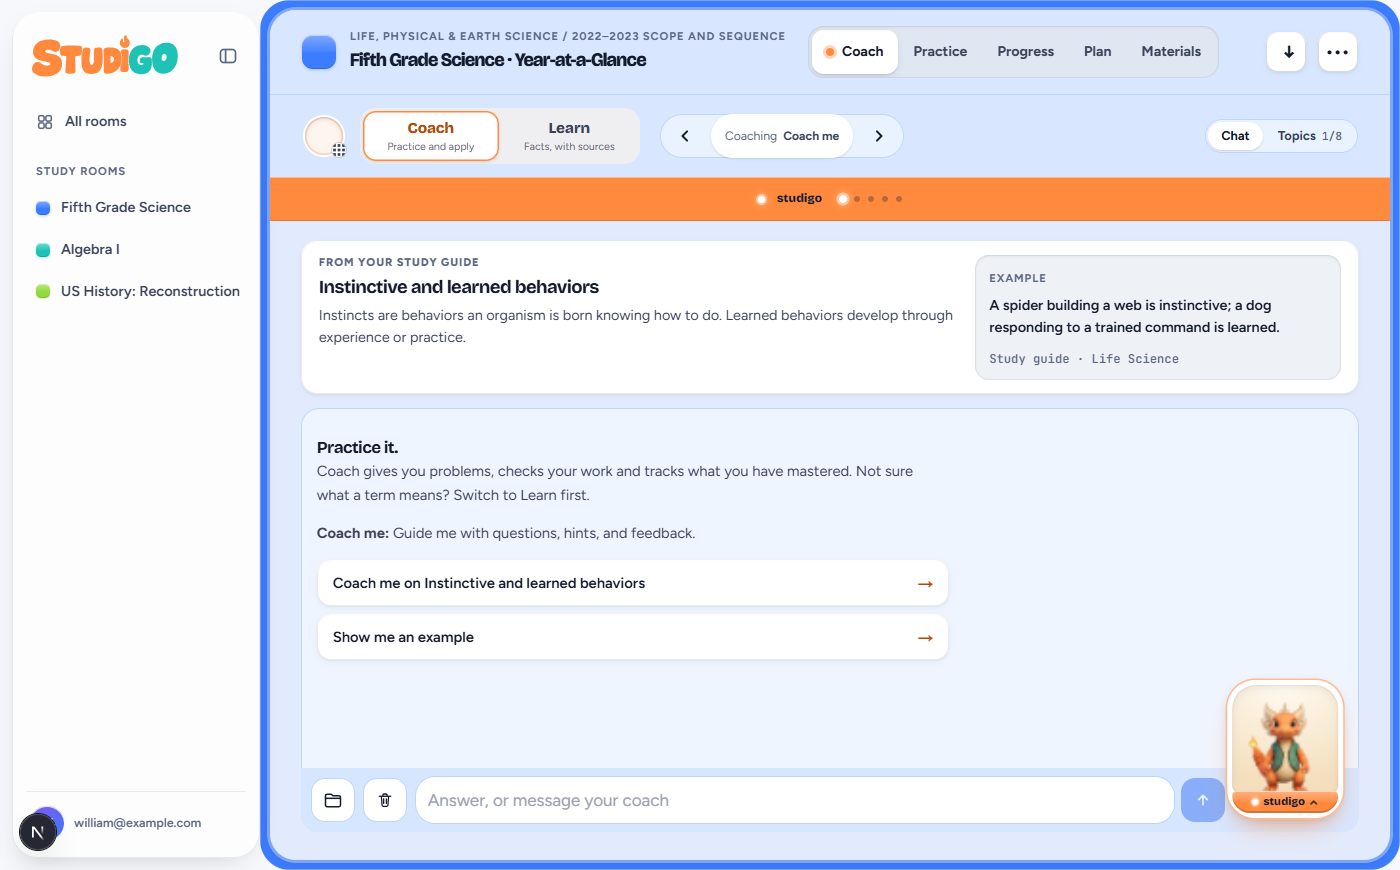 STUDiGO
All rooms
STUDY ROOMS
Fifth Grade Science
Algebra I
US History: Reconstruction
N
william@example.com
LIFE, PHYSICAL & EARTH SCIENCE / 2022–2023 SCOPE AND SEQUENCE
Fifth Grade Science · Year-at-a-Glance
Coach
Practice
Progress
Plan
Materials
Coach
Practice and apply
Learn
Facts, with sources
Coaching Coach me
Chat
Topics 1/8
studigo
FROM YOUR STUDY GUIDE
Instinctive and learned behaviors
Instincts are behaviors an organism is born knowing how to do. Learned behaviors develop through
experience or practice.
EXAMPLE
A spider building a web is instinctive; a dog
responding to a trained command is learned.
Study guide · Life Science
Practice it.
Coach gives you problems, checks your work and tracks what you have mastered. Not sure
what a term means? Switch to Learn first.
Coach me: Guide me with questions, hints, and feedback.
Coach me on Instinctive and learned behaviors →
Show me an example →
Answer, or message your coach
studigo